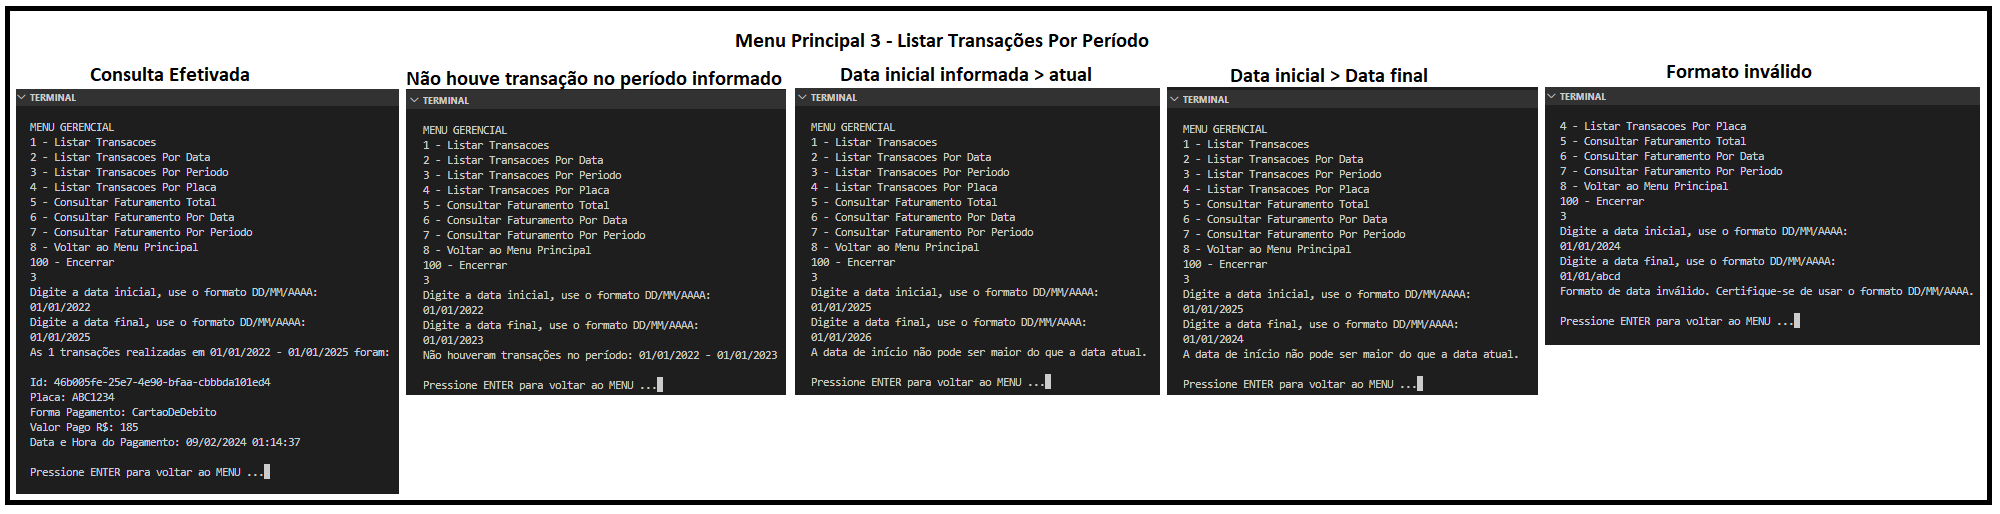 Menu Principal 3 - Listar Transações Por Período
Consulta Efetivada
TERMINAL
MENU GERENCIAL
1 - Listar Transacoes
2 - Listar Transacoes Por Data
3 - Listar Transacoes Por Periodo
4 - Listar Transacoes Por Placa
5 - Consultar Faturamento Total
6 - Consultar Faturamento Por Data
7 - Consultar Faturamento Por Periodo
8 - Voltar ao Menu Principal
100 - Encerrar
3
Digite a data inicial, use o formato DD/MM/AAAA:
01/01/2022
Digite a data final, use o formato DD/MM/AAAA:
01/01/2025
As 1 transações realizadas em 01/01/2022 - 01/01/2025 foram:
Id: 46b005fe-25e7-4e90-bfaa-cbbbda101ed4
Placa: ABC1234
Forma Pagamento: CartaoDeDebito
Valor Pago R$: 185
Data e Hora do Pagamento: 09/02/2024 01:14:37
Pressione ENTER para voltar ao MENU ...
Não houve transação no período informado
TERMINAL
MENU GERENCIAL
1 - Listar Transacoes
2 - Listar Transacoes Por Data
3 - Listar Transacoes Por Periodo
4 - Listar Transacoes Por Placa
5 - Consultar Faturamento Total
6 - Consultar Faturamento Por Data
7 - Consultar Faturamento Por Periodo
8 - Voltar ao Menu Principal
100 - Encerrar
3
Digite a data inicial, use o formato DD/MM/AAAA:
01/01/2022
Digite a data final, use o formato DD/MM/AAAA:
01/01/2023
Não houveram transações no período: 01/01/2022 - 01/01/2023
Pressione ENTER para voltar ao MENU ...
Data inicial informada > atual
TERMINAL
MENU GERENCIAL
1 - Listar Transacoes
2 - Listar Transacoes Por Data
3 - Listar Transacoes Por Periodo
4 - Listar Transacoes Por Placa
5 - Consultar Faturamento Total
6 - Consultar Faturamento Por Data
7 - Consultar Faturamento Por Periodo
8 - Voltar ao Menu Principal
100 - Encerrar
3
Digite a data inicial, use o formato DD/MM/AAAA:
01/01/2025
Digite a data final, use o formato DD/MM/AAAA:
01/01/2026
A data de início não pode ser maior do que a data atual.
Pressione ENTER para voltar ao MENU ...
Data inicial > Data final
TERMINAL
MENU GERENCIAL
1 - Listar Transacoes
2 - Listar Transacoes Por Data
3 - Listar Transacoes Por Periodo
4 - Listar Transacoes Por Placa
5 - Consultar Faturamento Total
6 - Consultar Faturamento Por Data
7 - Consultar Faturamento Por Periodo
8 - Voltar ao Menu Principal
100 - Encerrar
3
Digite a data inicial, use o formato DD/MM/AAAA:
01/01/2025
Digite a data final, use o formato DD/MM/AAAA:
01/01/2024
A data de início não pode ser maior do que a data atual.
Pressione ENTER para voltar ao MENU ...
Formato inválido
TERMINAL
4 - Listar Transacoes Por Placa
5 - Consultar Faturamento Total
6 - Consultar Faturamento Por Data
7 - Consultar Faturamento Por Periodo
8 - Voltar ao Menu Principal
100 - Encerrar
3
Digite a data inicial, use o formato DD/MM/AAAA:
01/01/2024
Digite a data final, use o formato DD/MM/AAAA:
01/01/abcd
Formato de data inválido. Certifique-se de usar o formato DD/MM/AAAA.
Pressione ENTER para voltar ao MENU ...